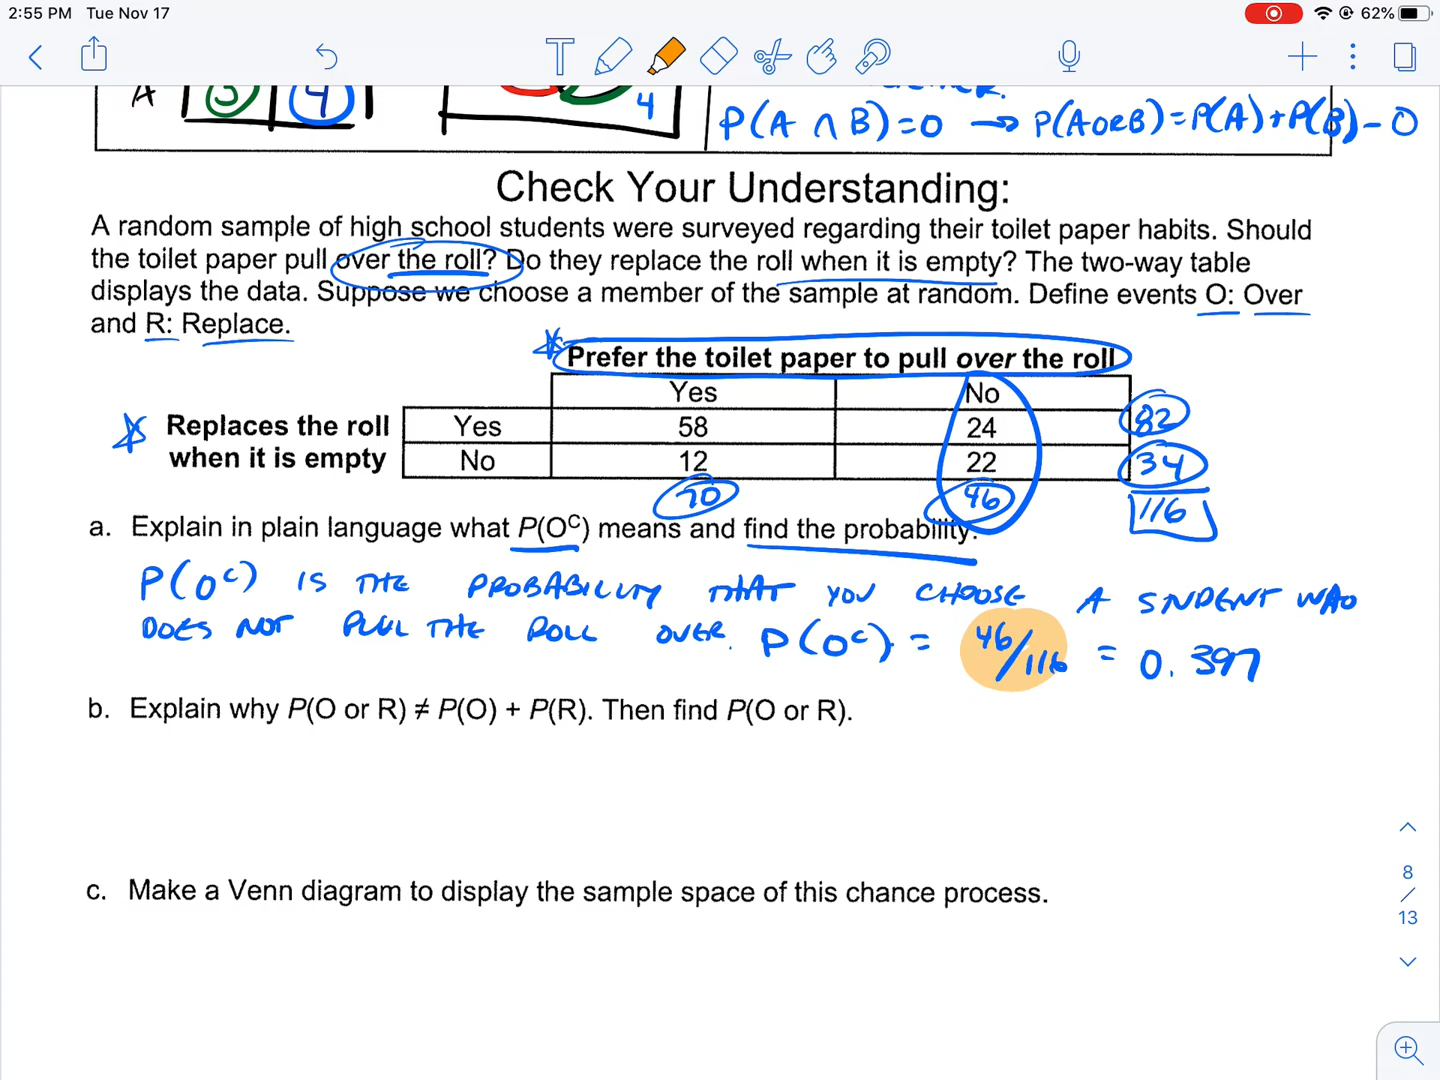 2:55 PM Tue Nov 17 62%
A 3 4 4
P(A ∩ B)=0 → P(A or B)=P(A)+P(B)-0
Check Your Understanding:
A random sample of high school students were surveyed regarding their toilet paper habits. Should
the toilet paper pull over the roll? Do they replace the roll when it is empty? The two-way table
displays the data. Suppose we choose a member of the sample at random. Define events O: Over
and R: Replace.
Prefer the toilet paper to pull over the roll
Yes No
Replaces the roll when it is empty
Yes 58 24 82
No 12 22 34
70 46 116
a. Explain in plain language what P(Oᶜ) means and find the probability.
P(Oᶜ) IS THE PROBABILITY THAT YOU CHOOSE A STUDENT WHO
DOES NOT PULL THE ROLL OVER. P(Oᶜ) = 46/116 = 0.397
b. Explain why P(O or R) ≠ P(O) + P(R). Then find P(O or R).
c. Make a Venn diagram to display the sample space of this chance process.
8
/
13